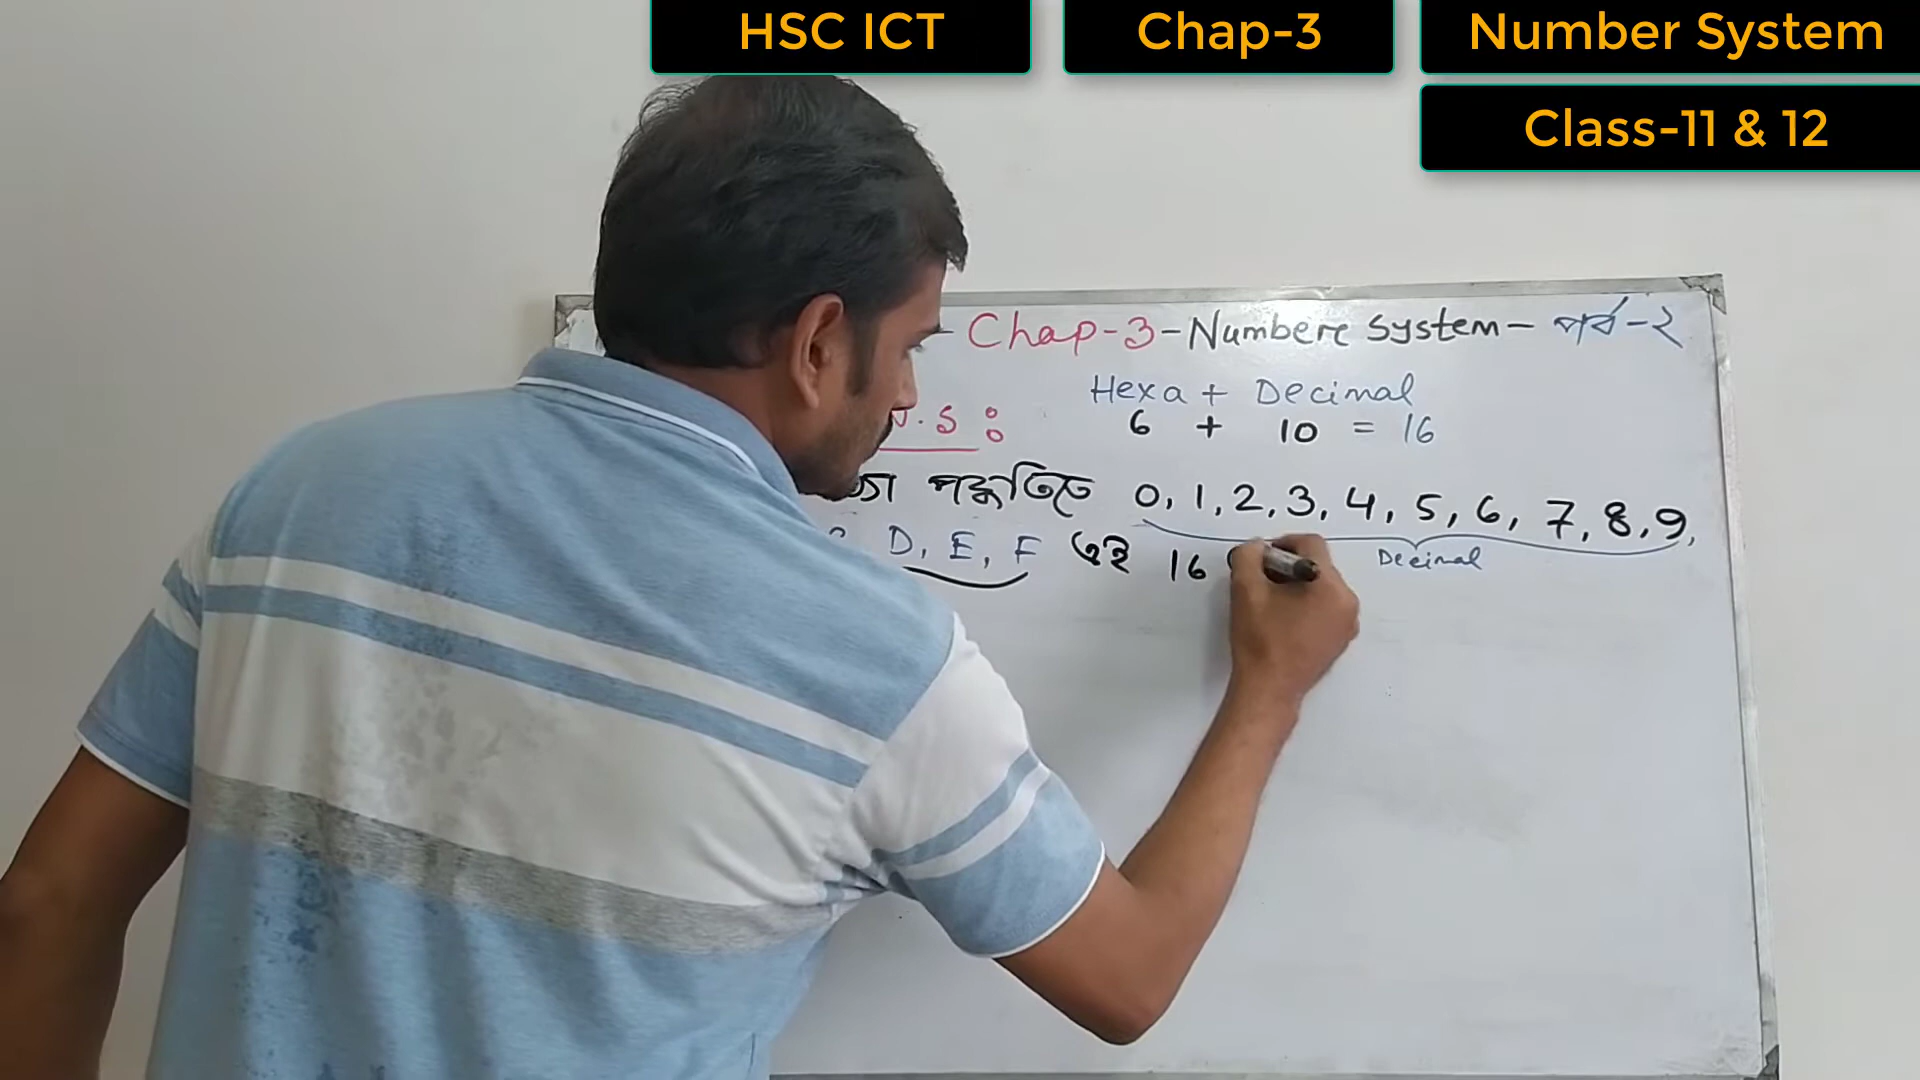 HSC ICT
Chap-3
Number System
Class-11 & 12
- Chap-3-Numbere System- পর্ব-২
Hexa + Decimal
.S :
6 + 10 = 16
পদ্ধতিতে 0, 1, 2, 3, 4, 5, 6, 7, 8, 9,
D, E, F এই 16
Decimal